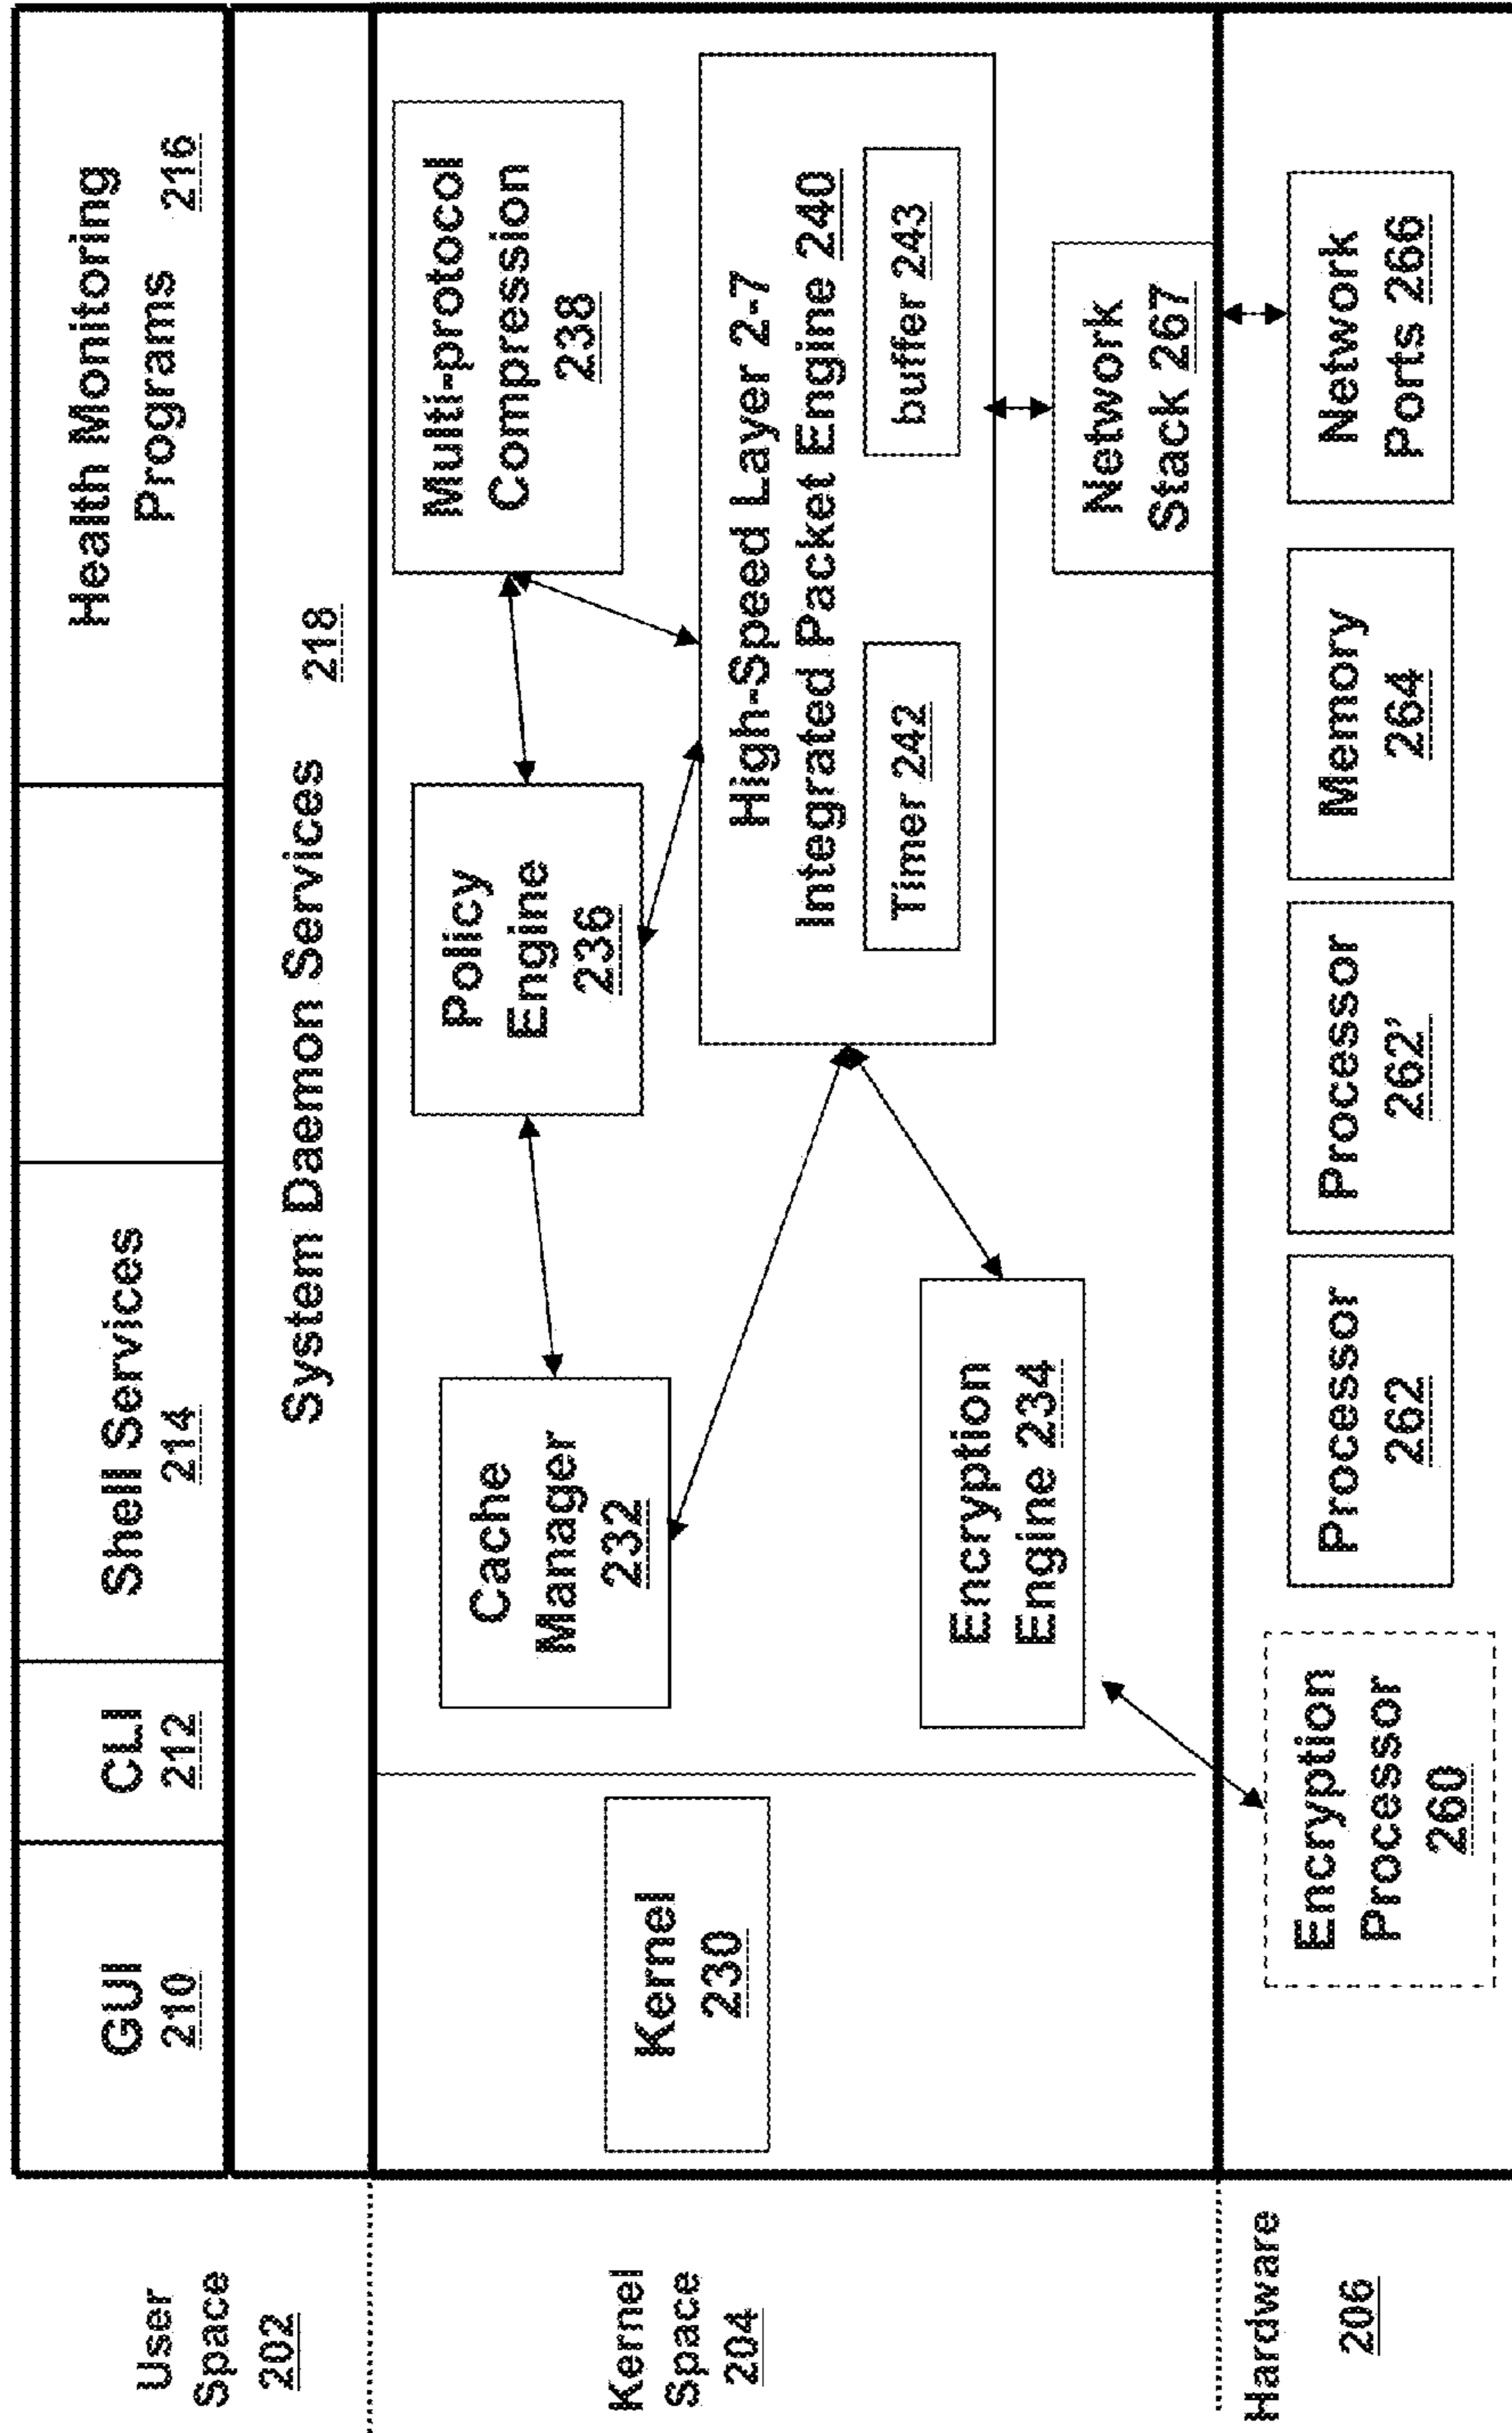 User
Space
202
GUI
210
CLI
212
Shell Services
214
Health Monitoring
Programs 216
System Daemon Services 218
Kernel
Space
204
Kernel
230
Cache
Manager
232
Policy
Engine
236
Multi-protocol
Compression
238
High-Speed Layer 2-7
Integrated Packet Engine 240
Timer 242
buffer 243
Encryption
Engine 234
Network
Stack 267
Hardware
206
Encryption
Processor
260
Processor
262
Processor
262'
Memory
264
Network
Ports 266